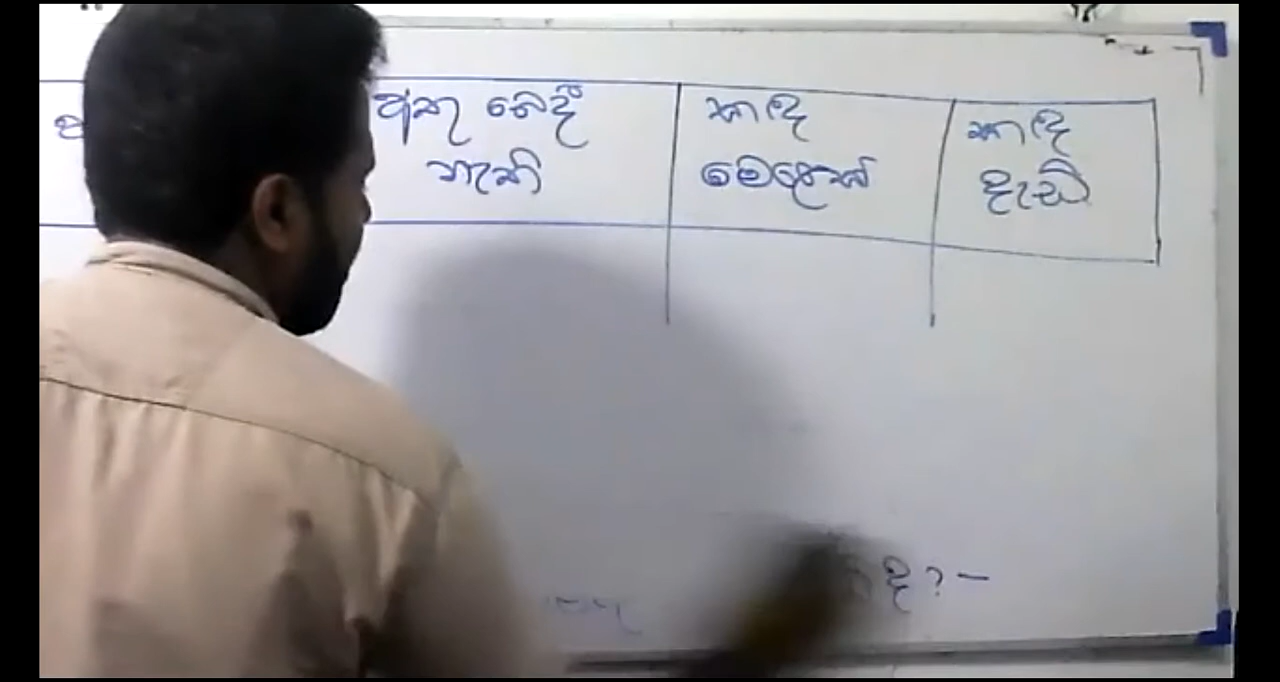 අතු බෙදී
නැති
කඳ
මෙළෙක්
කඳ
දැඩි
ද? -